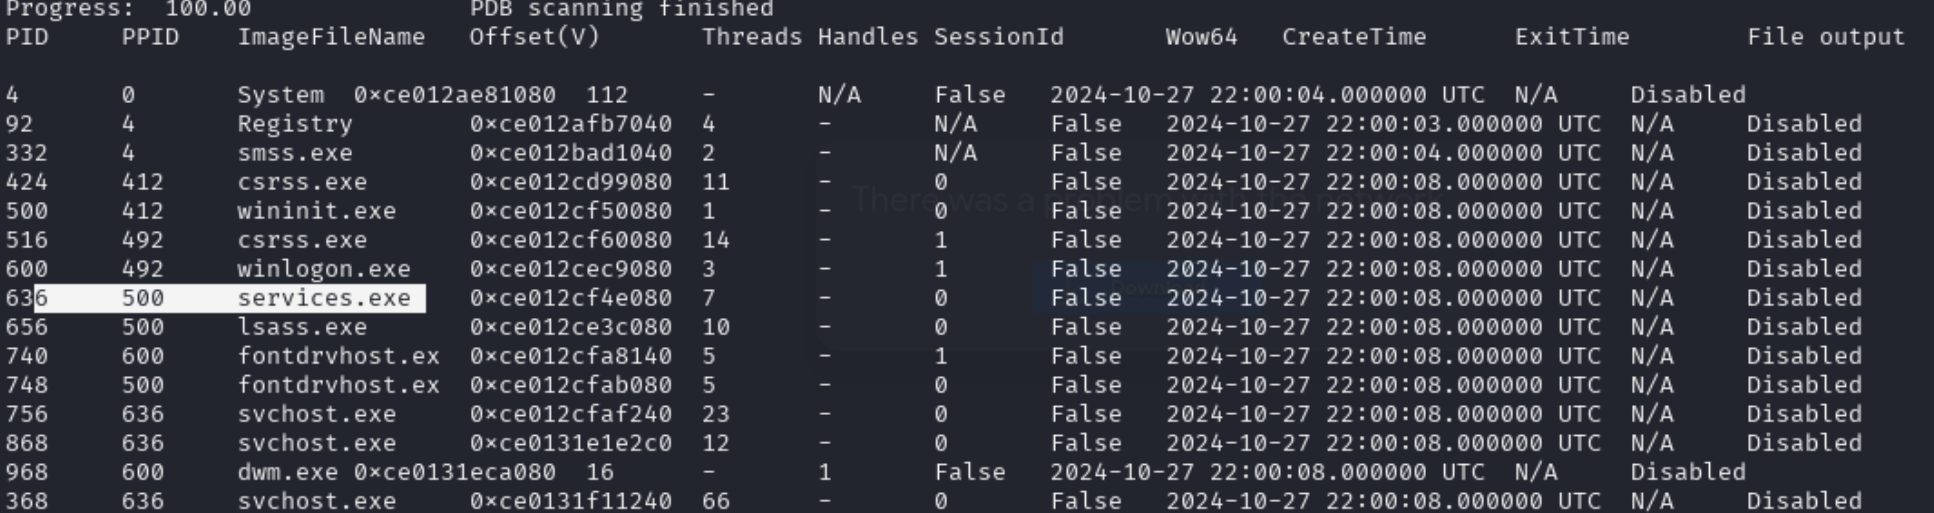 Progress:  100.00               PDB scanning finished
PID     PPID    ImageFileName   Offset(V)       Threads Handles SessionId       Wow64   CreateTime      ExitTime        File output
4       0       System  0xce012ae81080  112     -       N/A     False   2024-10-27 22:00:04.000000 UTC  N/A     Disabled
92      4       Registry        0xce012afb7040  4       -       N/A     False   2024-10-27 22:00:03.000000 UTC  N/A     Disabled
332     4       smss.exe        0xce012bad1040  2       -       N/A     False   2024-10-27 22:00:04.000000 UTC  N/A     Disabled
424     412     csrss.exe       0xce012cd99080  11      -       0       False   2024-10-27 22:00:08.000000 UTC  N/A     Disabled
500     412     wininit.exe     0xce012cf50080  1       -       0       False   2024-10-27 22:00:08.000000 UTC  N/A     Disabled
516     492     csrss.exe       0xce012cf60080  14      -       1       False   2024-10-27 22:00:08.000000 UTC  N/A     Disabled
600     492     winlogon.exe    0xce012cec9080  3       -       1       False   2024-10-27 22:00:08.000000 UTC  N/A     Disabled
636     500     services.exe    0xce012cf4e080  7       -       0       False   2024-10-27 22:00:08.000000 UTC  N/A     Disabled
656     500     lsass.exe       0xce012ce3c080  10      -       0       False   2024-10-27 22:00:08.000000 UTC  N/A     Disabled
740     600     fontdrvhost.ex  0xce012cfa8140  5       -       1       False   2024-10-27 22:00:08.000000 UTC  N/A     Disabled
748     500     fontdrvhost.ex  0xce012cfab080  5       -       0       False   2024-10-27 22:00:08.000000 UTC  N/A     Disabled
756     636     svchost.exe     0xce012cfaf240  23      -       0       False   2024-10-27 22:00:08.000000 UTC  N/A     Disabled
868     636     svchost.exe     0xce0131e1e2c0  12      -       0       False   2024-10-27 22:00:08.000000 UTC  N/A     Disabled
968     600     dwm.exe 0xce0131eca080  16      -       1       False   2024-10-27 22:00:08.000000 UTC  N/A     Disabled
368     636     svchost.exe     0xce0131f11240  66      -       0       False   2024-10-27 22:00:08.000000 UTC  N/A     Disabled
There was a problem